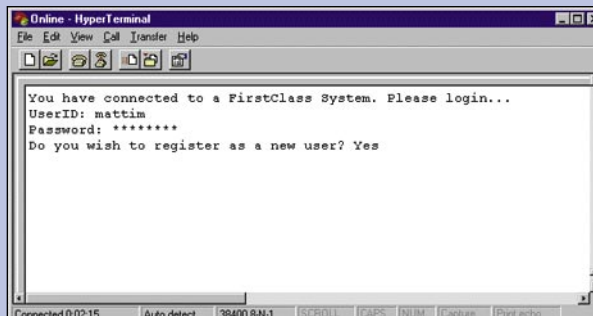 Online - HyperTerminal
File Edit View Call Transfer Help
You have connected to a FirstClass System. Please login...
UserID: mattim
Password: ********
Do you wish to register as a new user? Yes
Connected 0:02:15 Auto detect 38400 8-N-1 SCROLL CAPS NUM Capture Print echo